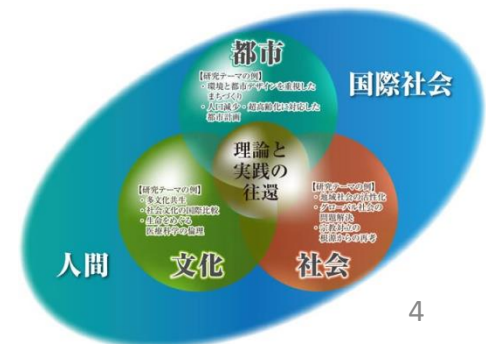 都市
【研究テーマの例】
・環境と都市デザインを重視した
まちづくり
・人口減少・超高齢化に対応した
都市計画
国際社会
理論と
実践の
往還
【研究テーマの例】
・多文化共生
・社会文化の国際比較
・生命をめぐる
医療科学の倫理
文化
【研究テーマの例】
・地域社会の活性化
・グローバル社会の
問題解決
・宗教対立の
根源からの再考
社会
人間
4